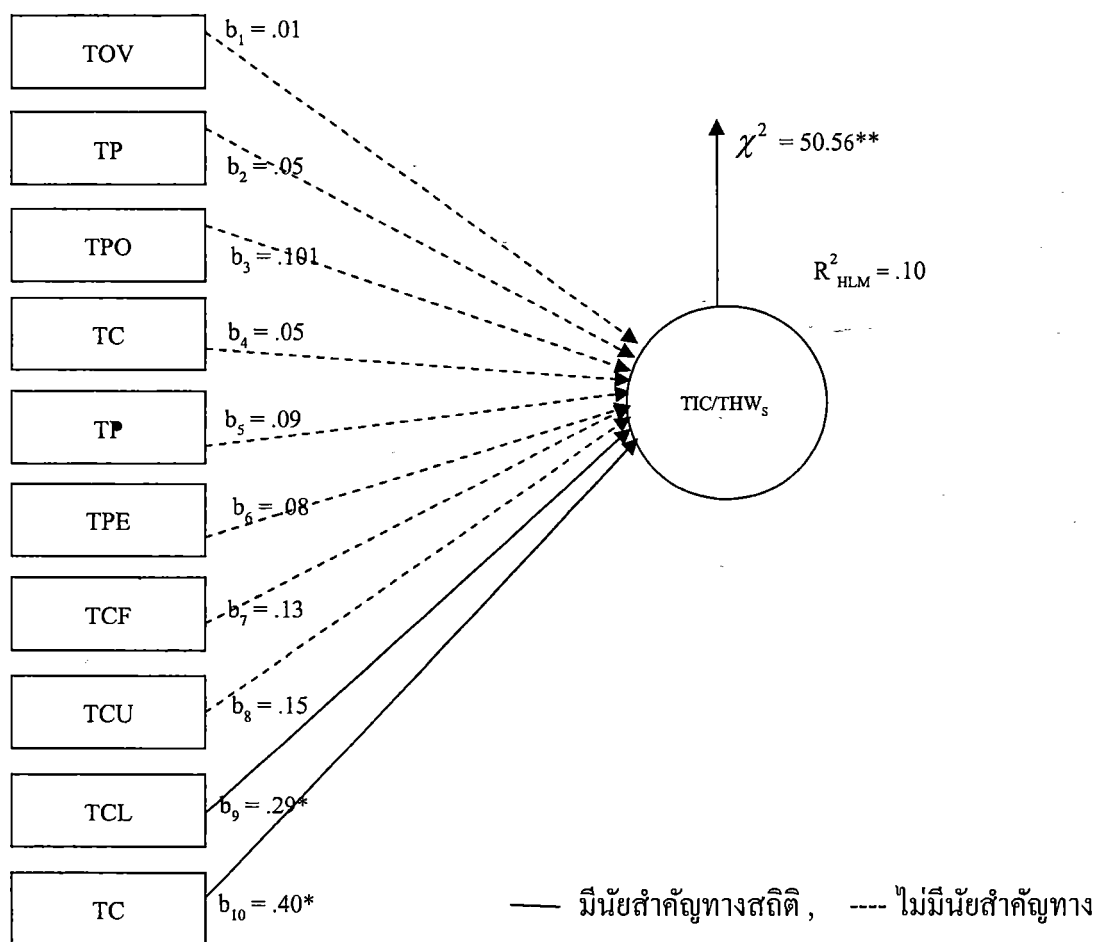 TOV
b₁ = .01
TP
b₂ = .05
χ² = 50.56**
TPO
b₃ = .101
R²HLM = .10
TC
b₄ = .05
TIC/THWₛ
TP
b₅ = .09
TPE
b₆ = .08
TCF
b₇ = .13
TCU
b₈ = .15
TCL
b₉ = .29*
TC
b₁₀ = .40*
—— มีนัยสำคัญทางสถิติ , ---- ไม่มีนัยสำคัญทาง